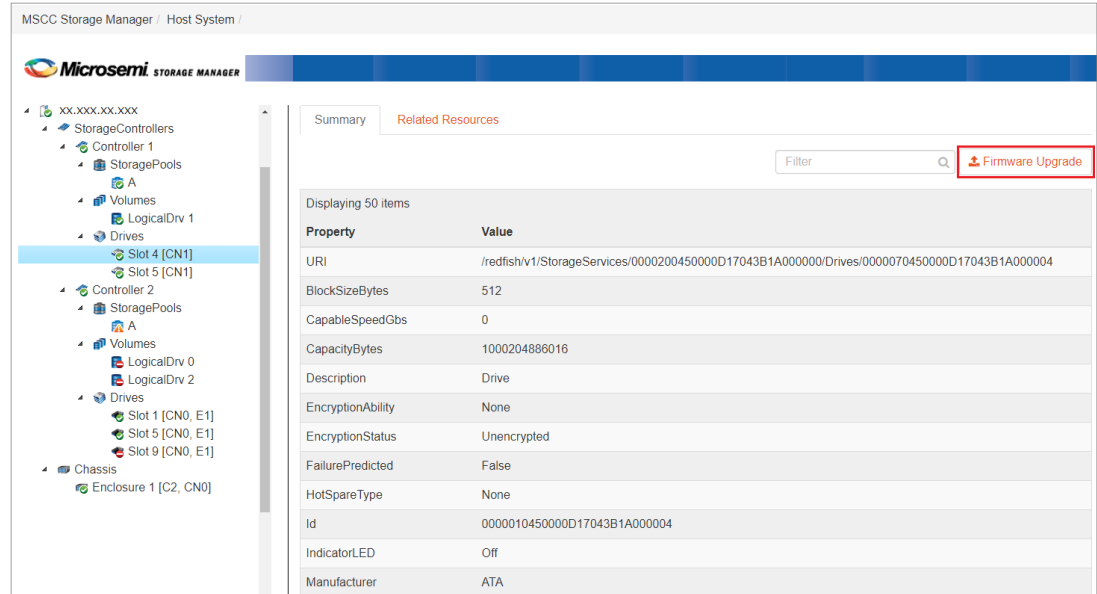 MSCC Storage Manager / Host System /
Microsemi. STORAGE MANAGER
XX.XXX.XX.XXX
StorageControllers
Controller 1
StoragePools
A
Volumes
LogicalDrv 1
Drives
Slot 4 [CN1]
Slot 5 [CN1]
Controller 2
StoragePools
A
Volumes
LogicalDrv 0
LogicalDrv 2
Drives
Slot 1 [CN0, E1]
Slot 5 [CN0, E1]
Slot 9 [CN0, E1]
Chassis
Enclosure 1 [C2, CN0]
Summary Related Resources
Filter Firmware Upgrade
Displaying 50 items
Property Value
URI /redfish/v1/StorageServices/0000200450000D17043B1A000000/Drives/0000070450000D17043B1A000004
BlockSizeBytes 512
CapableSpeedGbs 0
CapacityBytes 1000204886016
Description Drive
EncryptionAbility None
EncryptionStatus Unencrypted
FailurePredicted False
HotSpareType None
Id 0000010450000D17043B1A000004
IndicatorLED Off
Manufacturer ATA